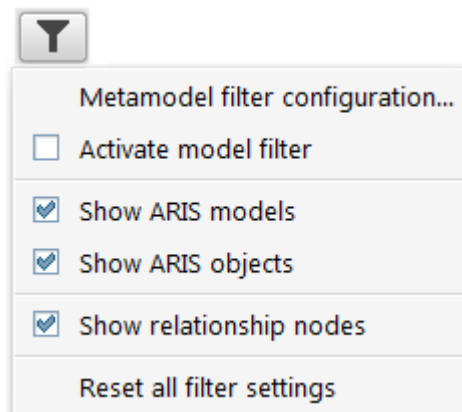 Metamodel filter configuration...
Activate model filter
Show ARIS models
Show ARIS objects
Show relationship nodes
Reset all filter settings